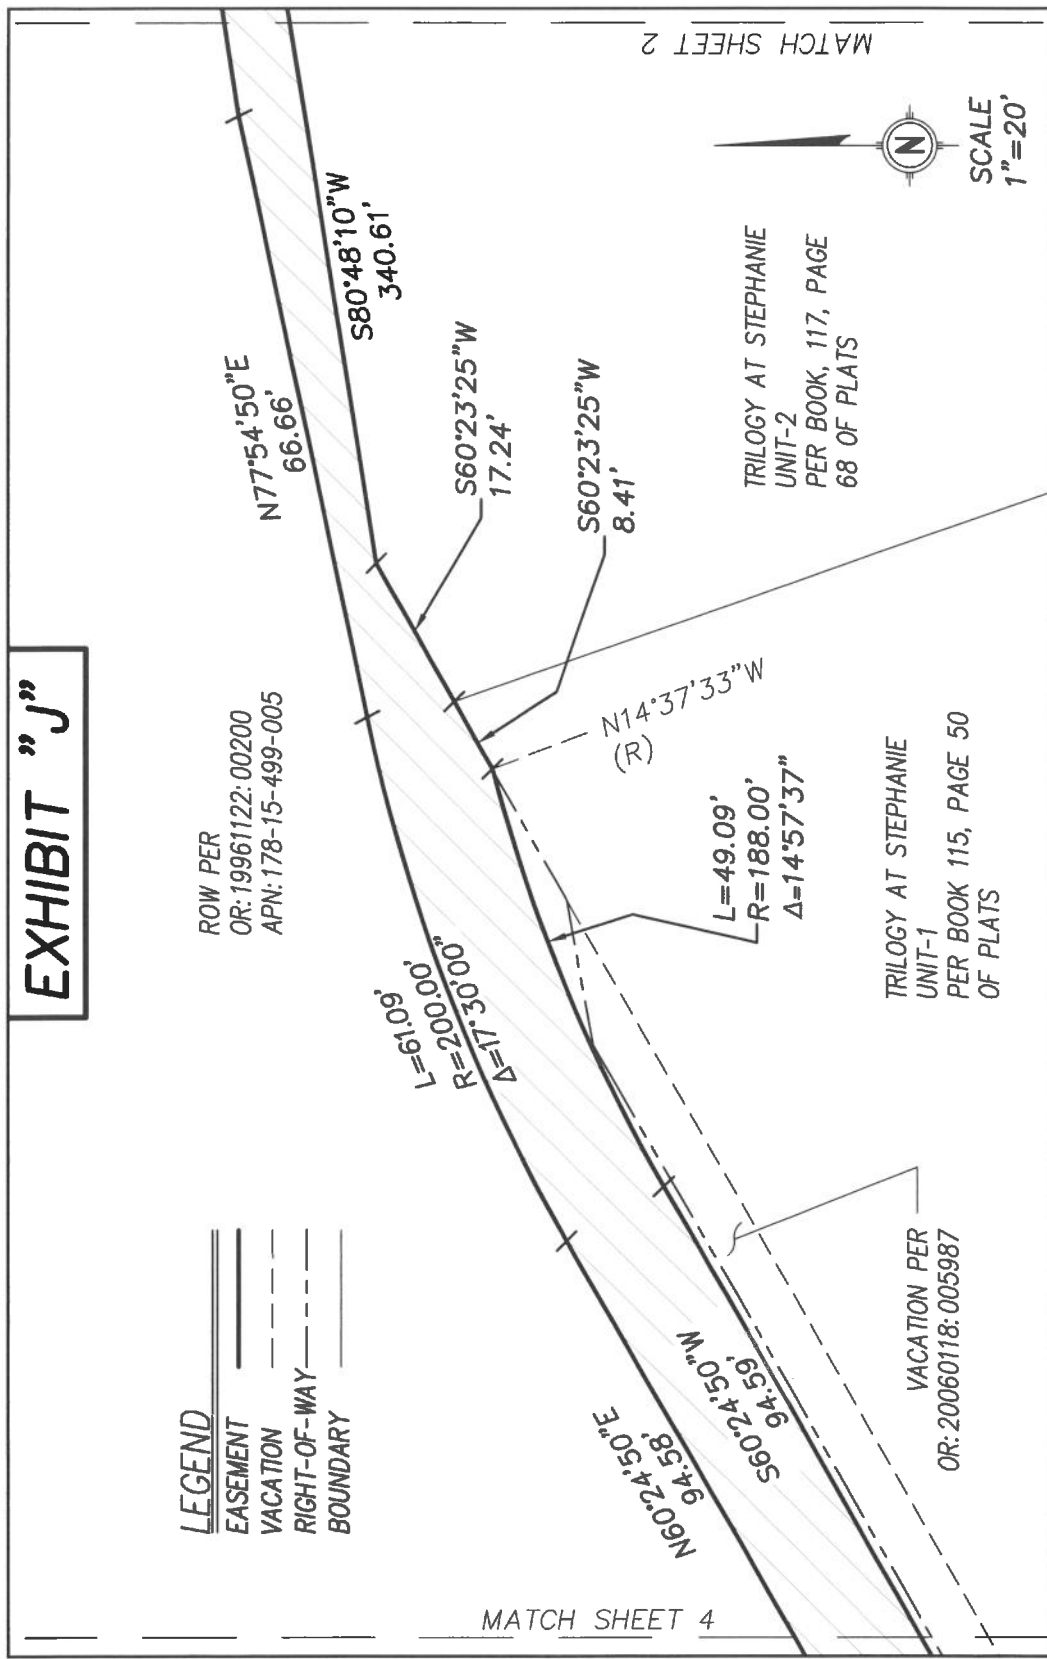 EXHIBIT "J"
LEGEND
EASEMENT
VACATION
RIGHT-OF-WAY
BOUNDARY
ROW PER
OR:19961122:00200
APN:178-15-499-005
N77°54'50"E
66.66'
S80°48'10"W
340.61'
S60°23'25"W
17.24'
S60°23'25"W
8.41'
L=61.09'
R=200.00'
Δ=17°30'00"
N14°37'33"W
(R)
L=49.09'
R=188.00'
Δ=14°57'37"
N60°24'50"E
94.58'
S60°24'50"W
94.59'
TRILOGY AT STEPHANIE
UNIT-2
PER BOOK, 117, PAGE
68 OF PLATS
TRILOGY AT STEPHANIE
UNIT-1
PER BOOK 115, PAGE 50
OF PLATS
VACATION PER
OR: 20060118:005987
MATCH SHEET 4
MATCH SHEET 2
N
SCALE
1"=20'